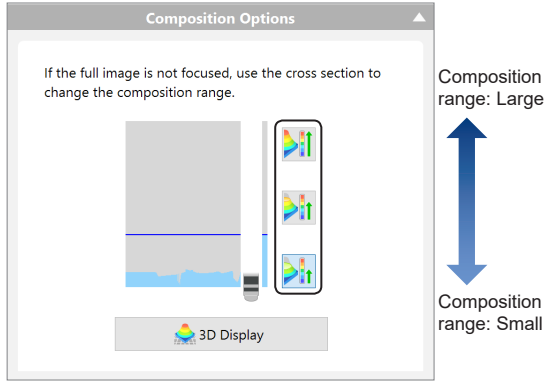 Composition Options
If the full image is not focused, use the cross section to
change the composition range.
Composition
range: Large
Composition
range: Small
3D Display